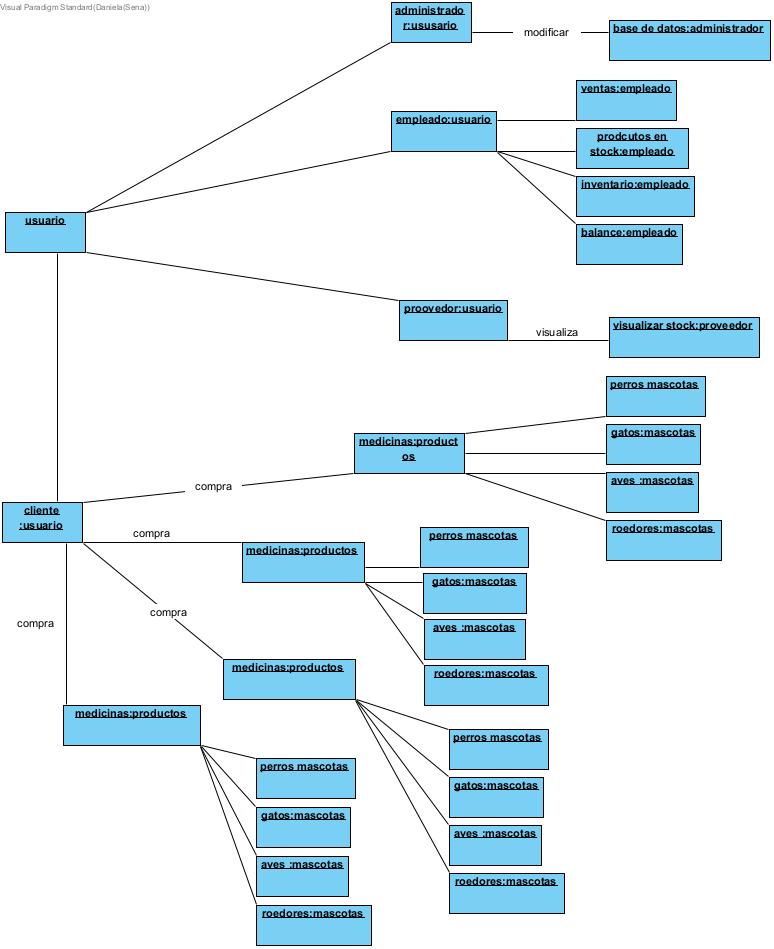 Visual Paradigm Standard(Daniela(Sena))
administrado
r:ususario
modificar
base de datos:administrador
ventas:empleado
empleado:usuario
prodcutos en
stock:empleado
inventario:empleado
usuario
balance:empleado
proovedor:usuario
visualiza
visualizar stock:proveedor
perros mascotas
medicinas:product
os
gatos:mascotas
aves :mascotas
compra
cliente
:usuario
roedores:mascotas
compra
medicinas:productos
perros mascotas
gatos:mascotas
compra
compra
aves :mascotas
medicinas:productos
roedores:mascotas
medicinas:productos
perros mascotas
perros mascotas
gatos:mascotas
gatos:mascotas
aves :mascotas
aves :mascotas
roedores:mascotas
roedores:mascotas